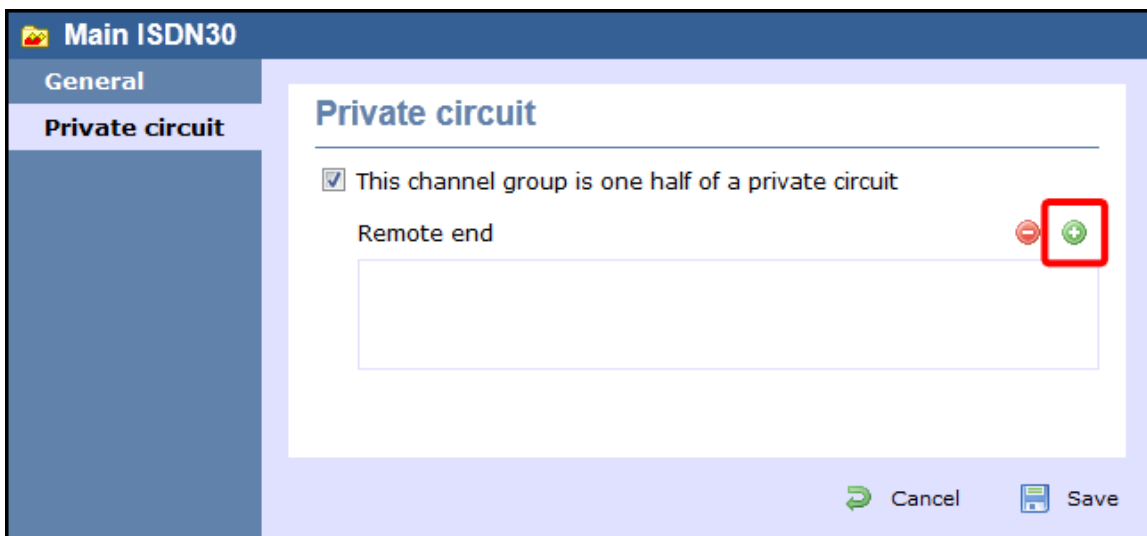 Main ISDN30
General
Private circuit
Private circuit
This channel group is one half of a private circuit
Remote end
Cancel
Save